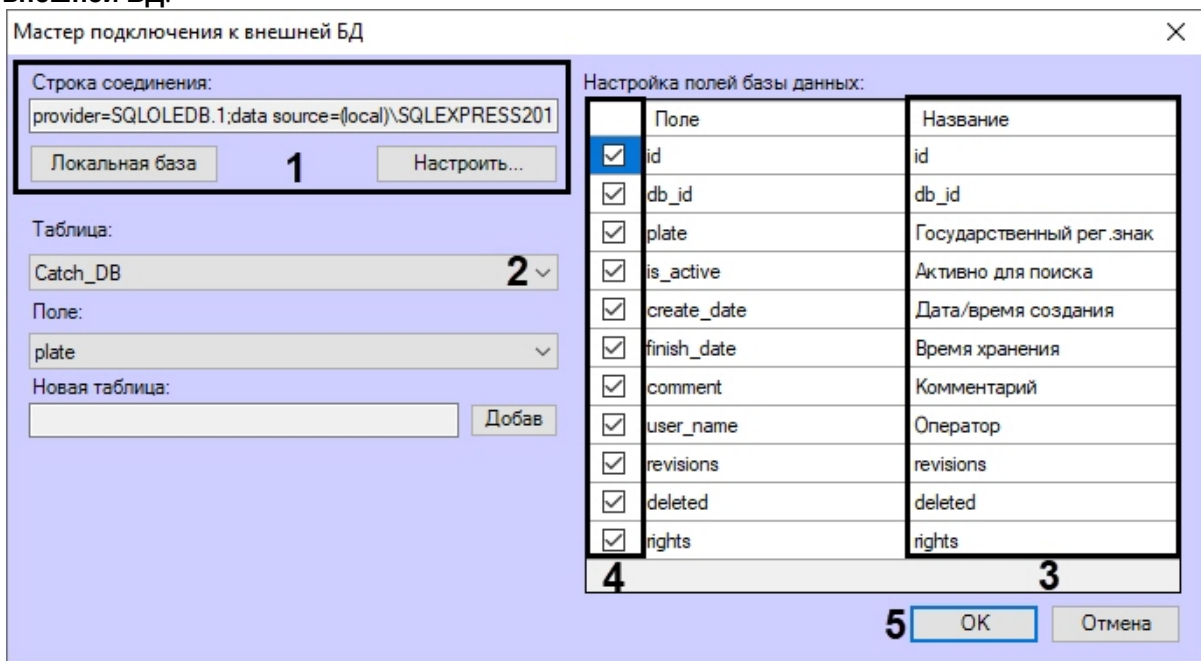 внешней БД.
Мастер подключения к внешней БД
Строка соединения:
provider=SQLOLEDB.1;data source=(local)\SQLEXPRESS201
Локальная база
1
Настроить...
Таблица:
Catch_DB
2
Поле:
plate
Новая таблица:
Добав
Настройка полей базы данных:
Поле Название
id id
db_id db_id
plate Государственный рег.знак
is_active Активно для поиска
create_date Дата/время создания
finish_date Время хранения
comment Комментарий
user_name Оператор
revisions revisions
deleted deleted
rights rights
4 3
5 OK Отмена